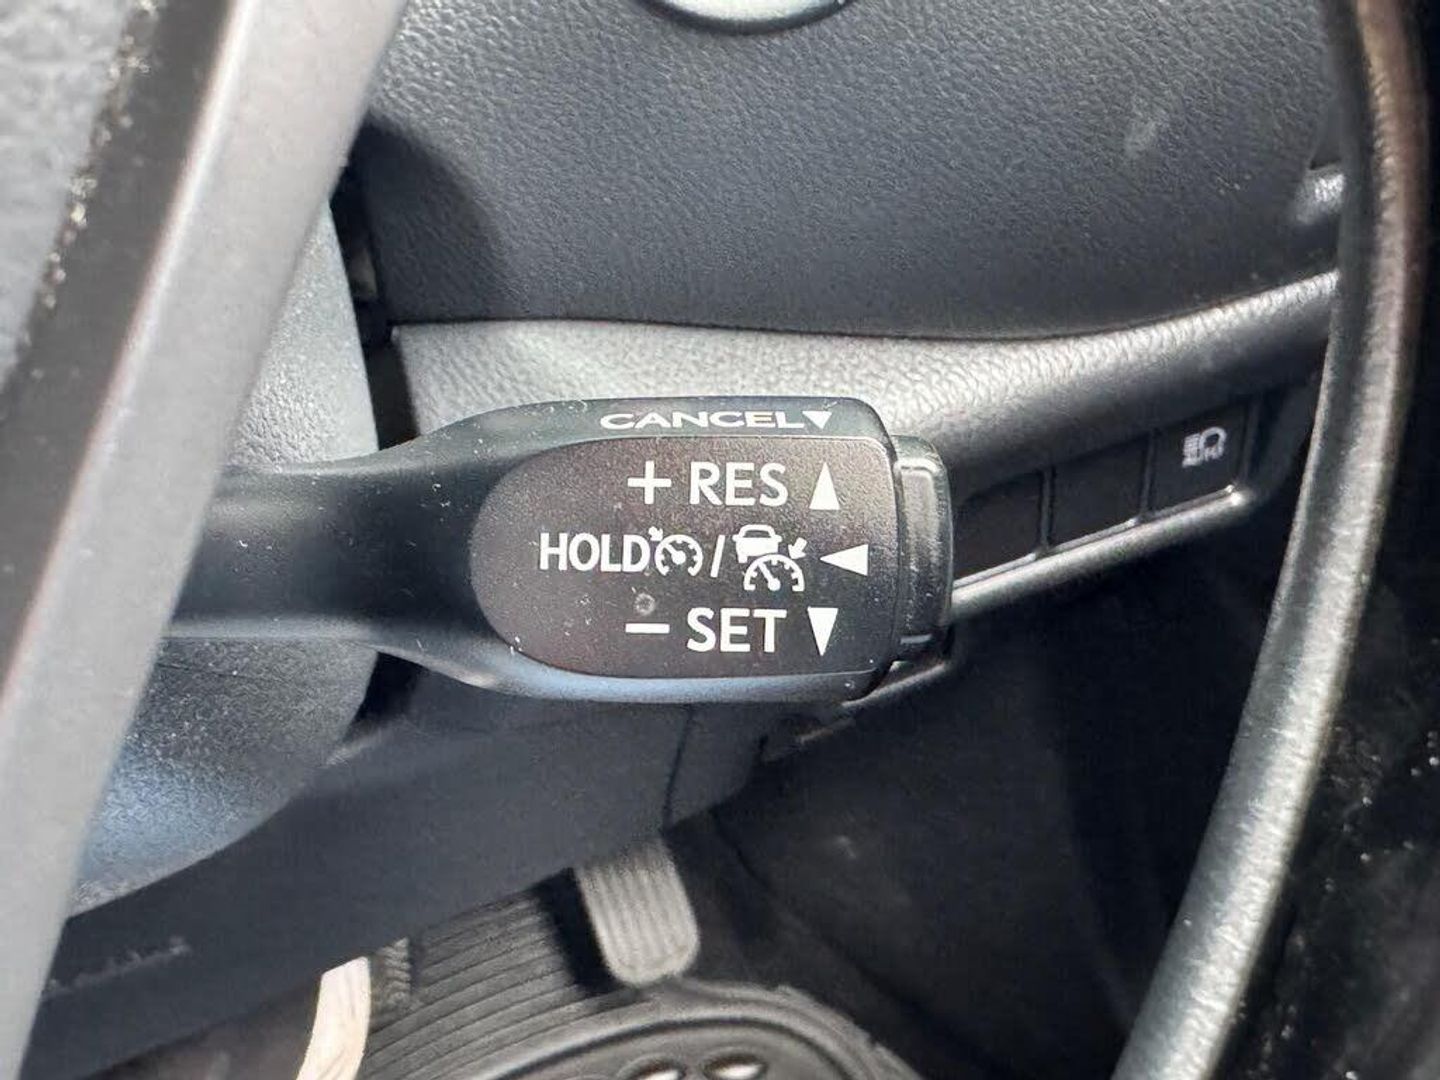 CANCEL
+ RES
HOLD /
- SET